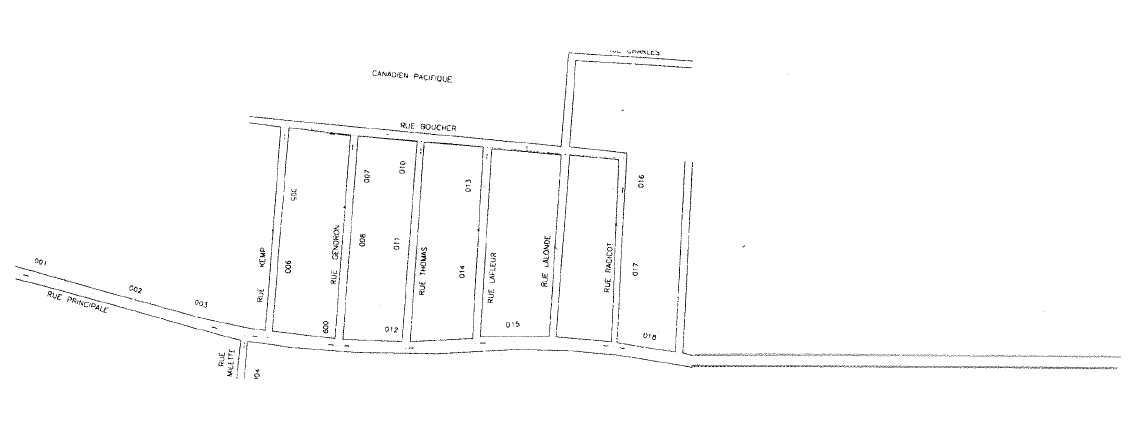 RUE CHARLES
CANADIEN PACIFIQUE
RUE BOUCHER
007
010
013
016
005
RUE KEMP
006
RUE GENDRON
008
011
RUE THOMAS
014
RUE LAFLEUR
RUE LALONDE
RUE RADICOT
017
001
002
003
RUE PRINCIPALE
009
012
015
018
RUE
004